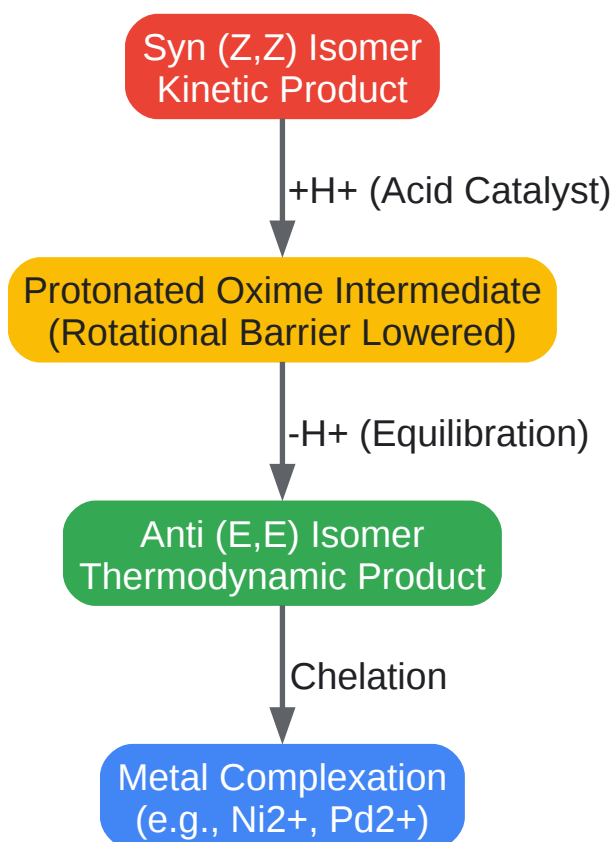 Syn (Z,Z) Isomer
Kinetic Product
+H+ (Acid Catalyst)
Protonated Oxime Intermediate
(Rotational Barrier Lowered)
-H+ (Equilibration)
Anti (E,E) Isomer
Thermodynamic Product
Chelation
Metal Complexation
(e.g., Ni2+, Pd2+)